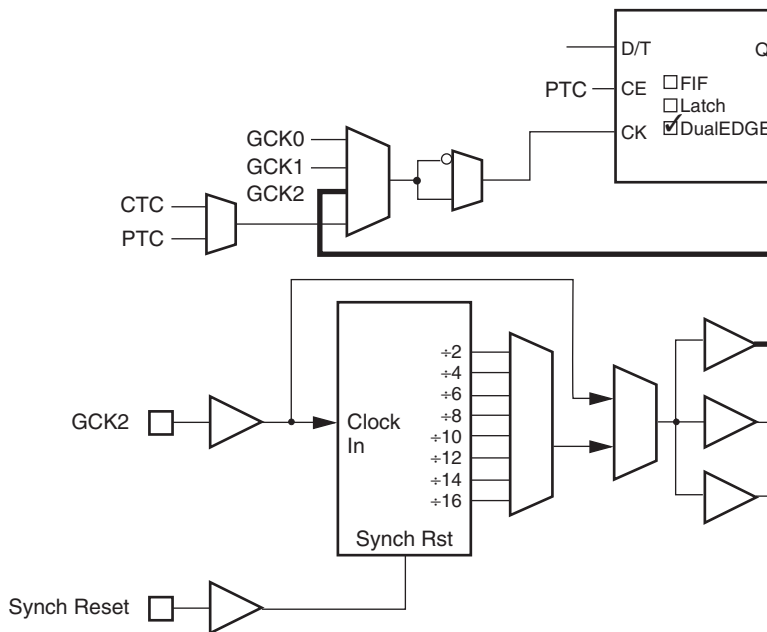 D/T
Q
PTC
CE
FIF
Latch
DualEDGE
CK
GCK0
GCK1
GCK2
CTC
PTC
÷2
÷4
÷6
÷8
÷10
÷12
÷14
÷16
GCK2
Clock
In
Synch Rst
Synch Reset